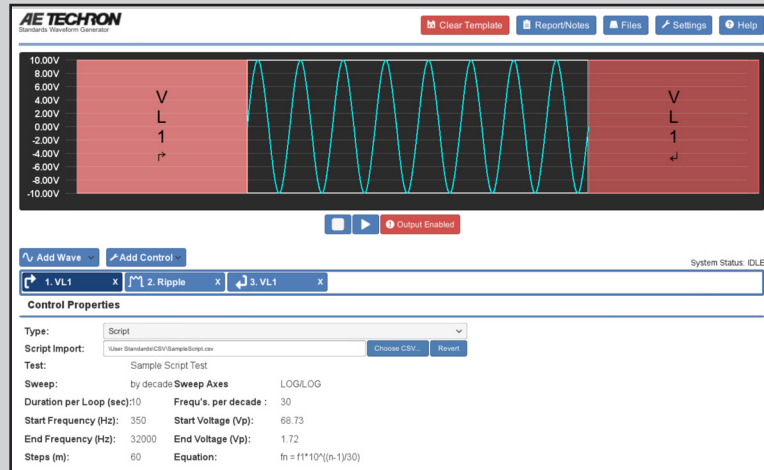 AE TECHRON
Standards Waveform Generator
Clear Template
Report/Notes
Files
Settings
Help
10.00V
8.00V
6.00V
4.00V
2.00V
0.00V
-2.00V
-4.00V
-6.00V
-8.00V
-10.00V
V
L
1
V
L
1
Output Enabled
Add Wave
Add Control
System Status: IDLE
1. VL1 X
2. Ripple X
3. VL1 X
Control Properties
Type: Script
Script Import: \User Standards\CSV\SampleScript.csv Choose CSV... Revert
Test: Sample Script Test
Sweep: by decade Sweep Axes LOG/LOG
Duration per Loop (sec): 10 Frequ's. per decade : 30
Start Frequency (Hz): 350 Start Voltage (Vp): 68.73
End Frequency (Hz): 32000 End Voltage (Vp): 1.72
Steps (m): 60 Equation: fn = f1*10^((n-1)/30)